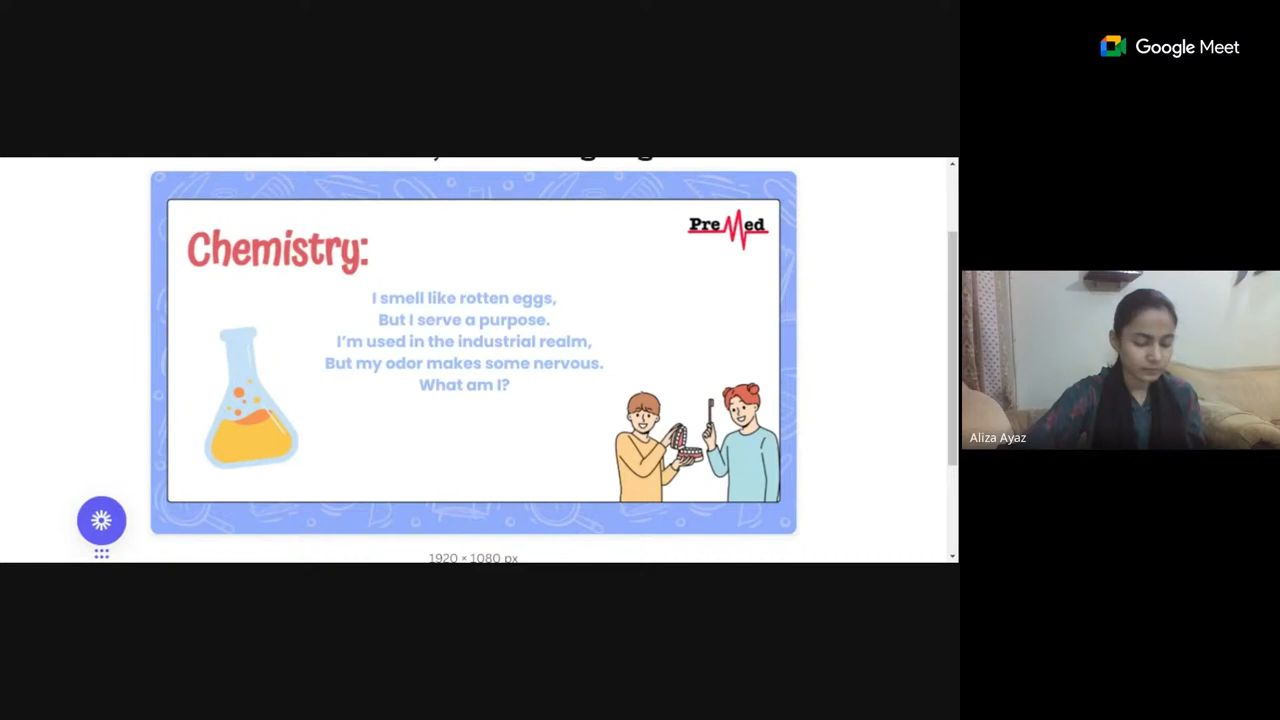 Google Meet
PreMed
Chemistry:
I smell like rotten eggs,
But I serve a purpose.
I’m used in the industrial realm,
But my odor makes some nervous.
What am I?
Aliza Ayaz
1920 × 1080 px